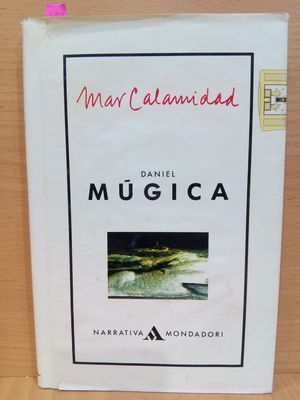 Mar Calamidad
DANIEL
MÚGICA
NARRATIVA A MONDADORI